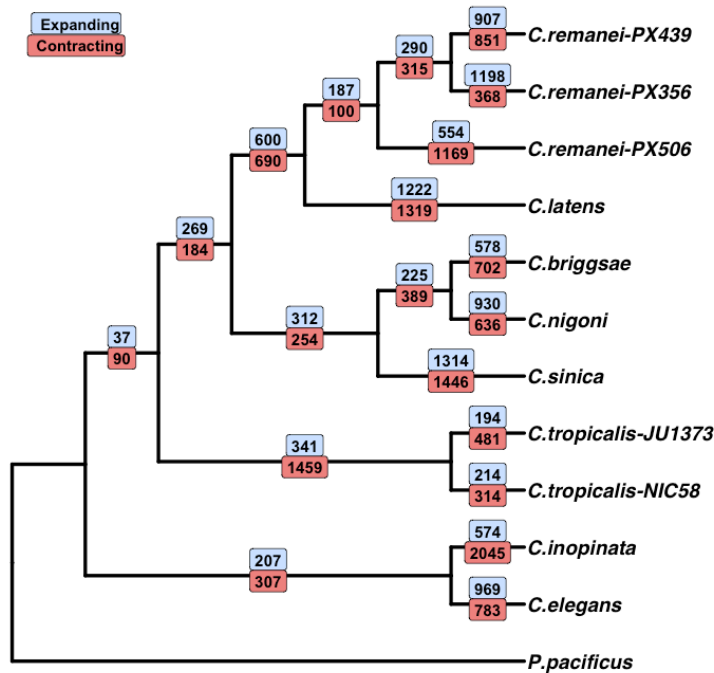 Expanding
Contracting
907
851
C.remanei-PX439
290
315
1198
368
C.remanei-PX356
187
100
554
1169
C.remanei-PX506
600
690
1222
1319
C.latens
269
184
578
702
C.briggsae
225
389
930
636
C.nigoni
312
254
1314
1446
C.sinica
37
90
194
481
C.tropicalis-JU1373
341
1459
214
314
C.tropicalis-NIC58
574
2045
C.inopinata
207
307
969
783
C.elegans
P.pacificus